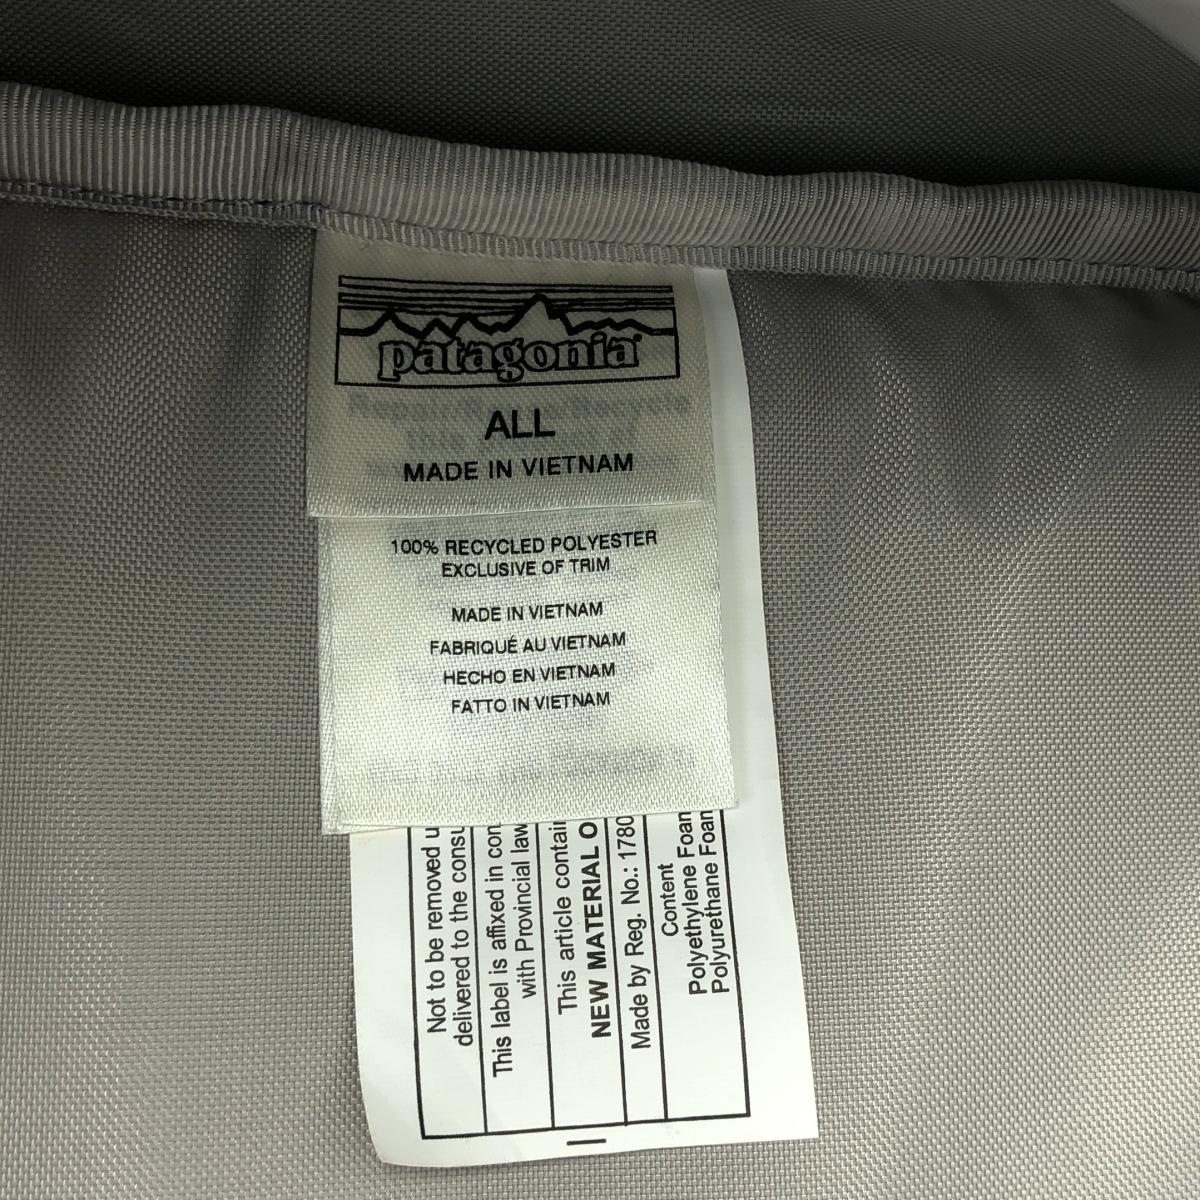 patagonia
ALL
MADE IN VIETNAM
100% RECYCLED POLYESTER
EXCLUSIVE OF TRIM
MADE IN VIETNAM
FABRIQUÉ AU VIETNAM
HECHO EN VIETNAM
FATTO IN VIETNAM
Not to be removed u
delivered to the consu
This label is affixed in con
with Provincial law
This article contai
NEW MATERIAL O
Made by Reg. No.: 1780
Content
Polyethylene Foam
Polyurethane Foam